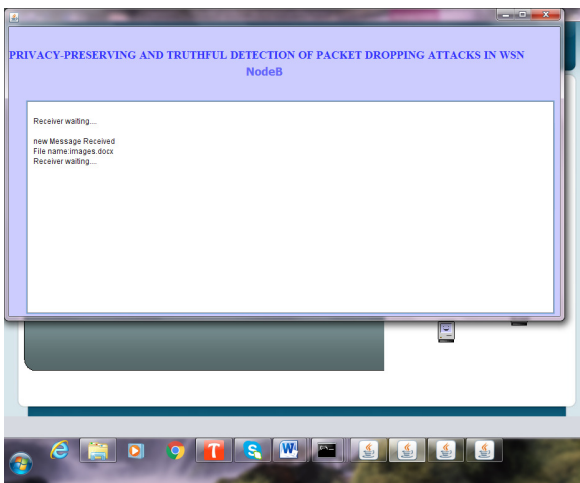 PRIVACY-PRESERVING AND TRUTHFUL DETECTION OF PACKET DROPPING ATTACKS IN WSN
NodeB
Receiver waiting....
new Message Received
File name:images.docx
Receiver waiting....